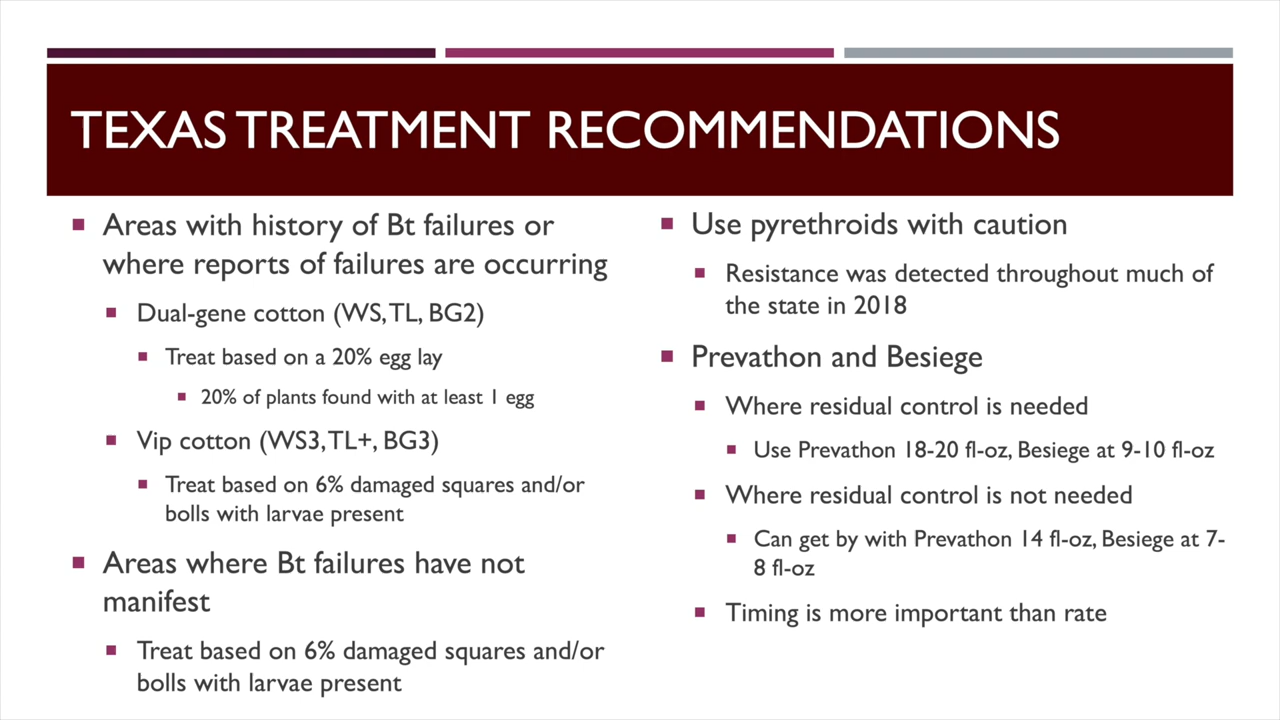 TEXAS TREATMENT RECOMMENDATIONS
Areas with history of Bt failures or
where reports of failures are occurring
Dual-gene cotton (WS, TL, BG2)
Treat based on a 20% egg lay
20% of plants found with at least 1 egg
Vip cotton (WS3, TL+, BG3)
Treat based on 6% damaged squares and/or
bolls with larvae present
Areas where Bt failures have not
manifest
Treat based on 6% damaged squares and/or
bolls with larvae present
Use pyrethroids with caution
Resistance was detected throughout much of
the state in 2018
Prevathon and Besiege
Where residual control is needed
Use Prevathon 18-20 fl-oz, Besiege at 9-10 fl-oz
Where residual control is not needed
Can get by with Prevathon 14 fl-oz, Besiege at 7-
8 fl-oz
Timing is more important than rate